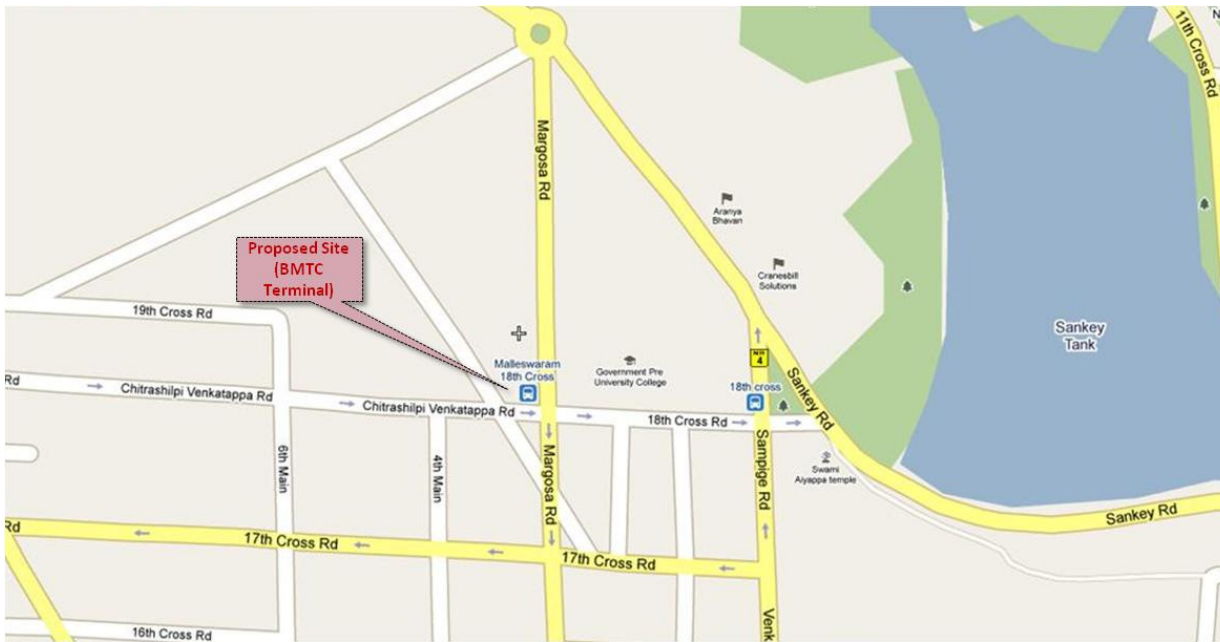 N
11th Cross Rd
Margosa Rd
Aranya
Bhavan
Proposed Site
(BMTC
Terminal)
Cranesbill
Solutions
19th Cross Rd
Sankey
Tank
Malleswaram
18th Cross
Government Pre
University College
NH
4
18th cross
Sankey Rd
Rd
Chitrashilpi Venkatappa Rd
Chitrashilpi Venkatappa Rd
18th Cross Rd
6th Main
4th Main
Margosa Rd
Sampige Rd
Swami
Aiyappa temple
Sankey Rd
Rd
17th Cross Rd
17th Cross Rd
Venk
16th Cross Rd